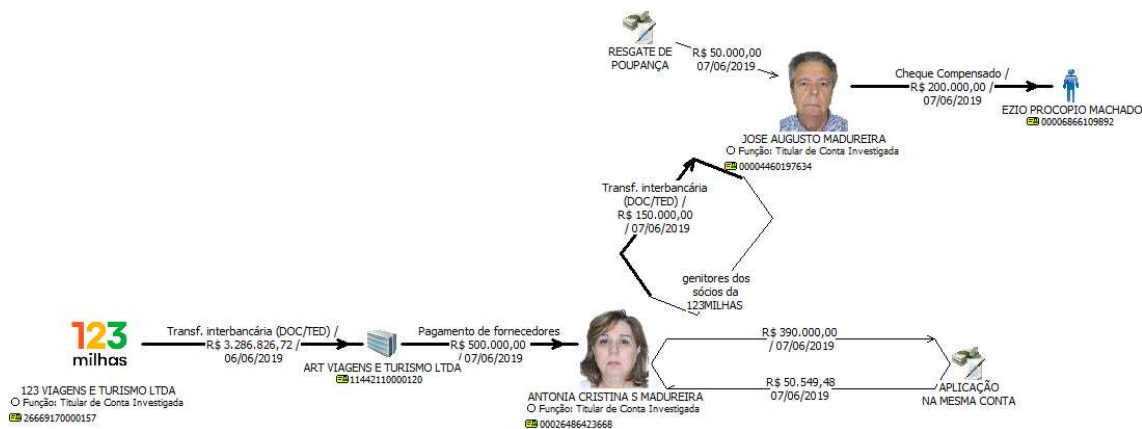 RESGATE DE
POUPANÇA
R$ 50.000,00
07/06/2019
Cheque Compensado /
R$ 200.000,00 /
07/06/2019
EZIO PROCOPIO MACHADO
00006866109892
JOSE AUGUSTO MADUREIRA
Função: Titular de Conta Investigada
00004460197634
Transf. interbancária
(DOC/TED) /
R$ 150.000,00
/ 07/06/2019
genitores dos
sócios da
123MILHAS
123
milhas
Transf. interbancária (DOC/TED) /
R$ 3.286.826,72 /
06/06/2019
Pagamento de fornecedores
R$ 500.000,00
/ 07/06/2019
ART VIAGENS E TURISMO LTDA
11442110000120
R$ 390.000,00
/ 07/06/2019
R$ 50.549,48
07/06/2019
APLICAÇÃO
NA MESMA CONTA
123 VIAGENS E TURISMO LTDA
Função: Titular de Conta Investigada
26669170000157
ANTONIA CRISTINA S MADUREIRA
Função: Titular de Conta Investigada
00026486423668